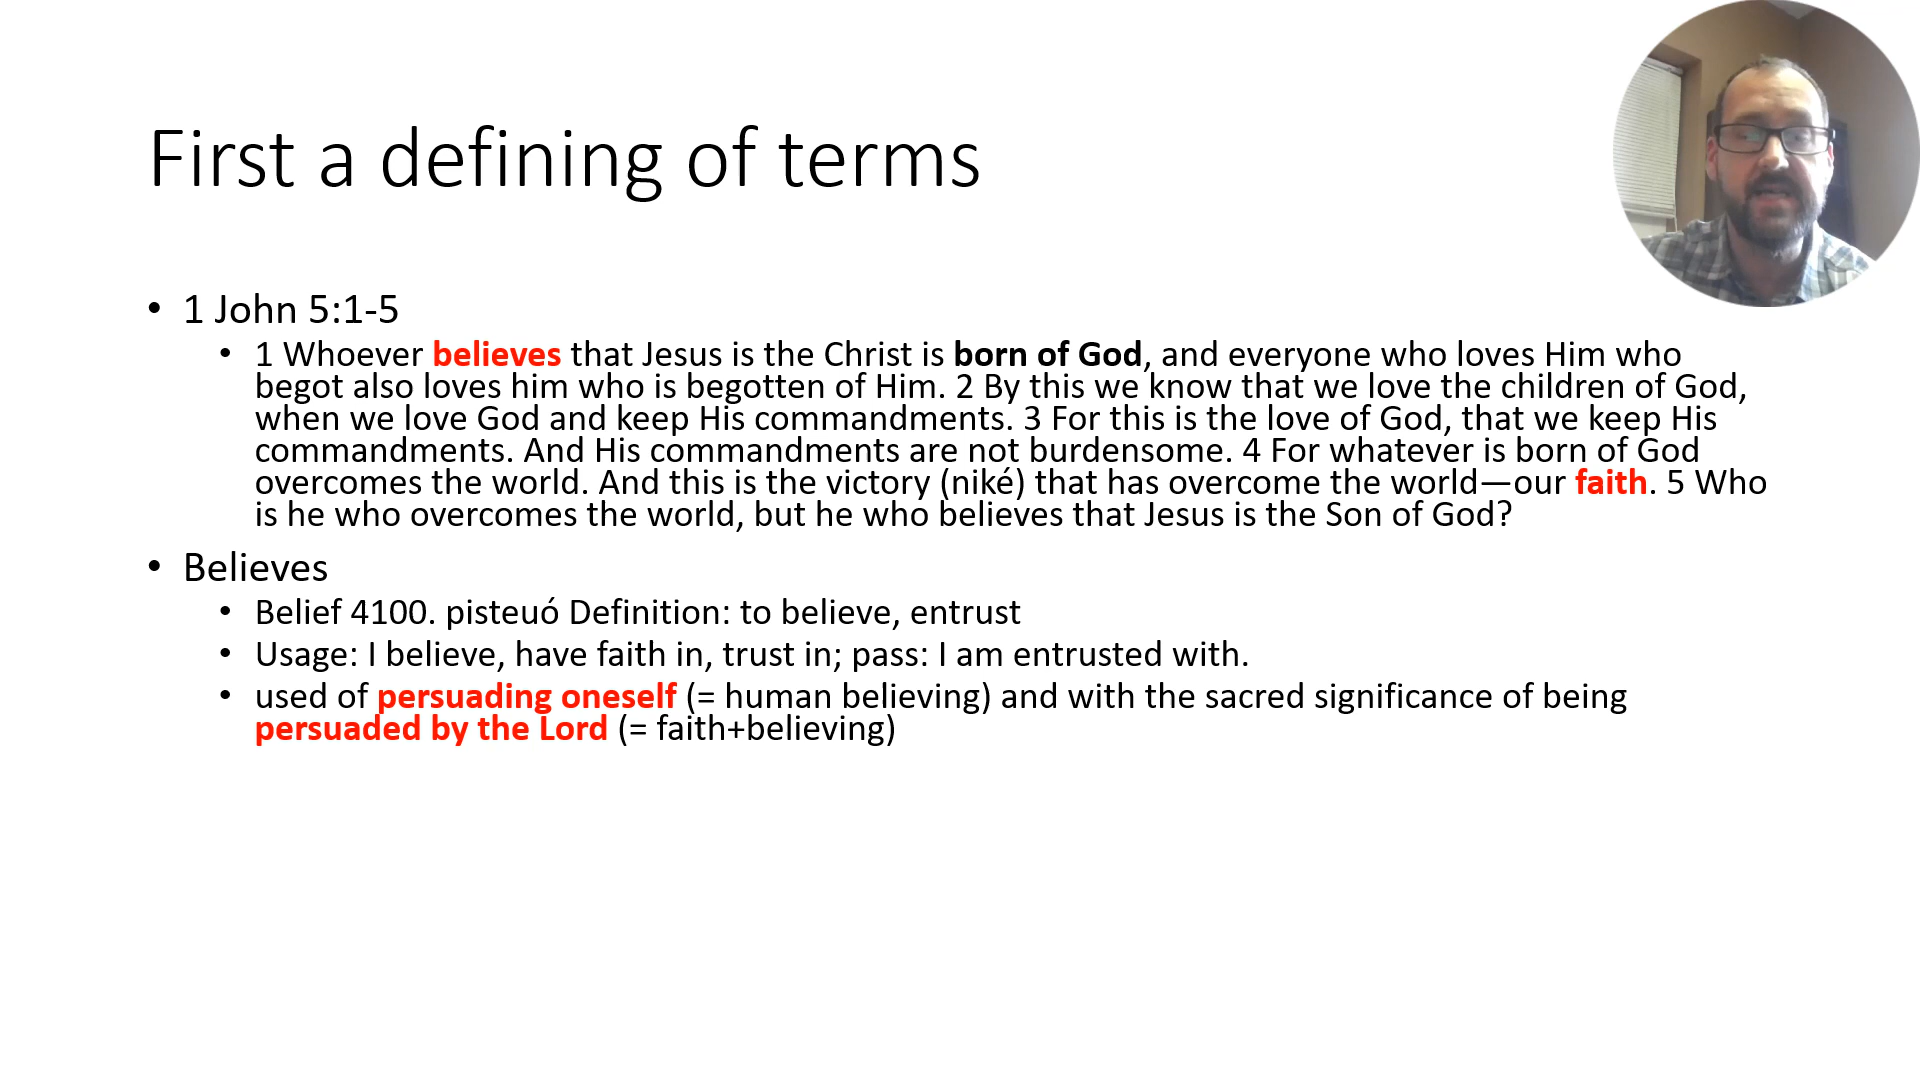 First a defining of terms
• 1 John 5:1-5
• 1 Whoever believes that Jesus is the Christ is born of God, and everyone who loves Him who
begot also loves him who is begotten of Him. 2 By this we know that we love the children of God,
when we love God and keep His commandments. 3 For this is the love of God, that we keep His
commandments. And His commandments are not burdensome. 4 For whatever is born of God
overcomes the world. And this is the victory (niké) that has overcome the world—our faith. 5 Who
is he who overcomes the world, but he who believes that Jesus is the Son of God?
• Believes
• Belief 4100. pisteuó Definition: to believe, entrust
• Usage: I believe, have faith in, trust in; pass: I am entrusted with.
• used of persuading oneself (= human believing) and with the sacred significance of being
persuaded by the Lord (= faith+believing)